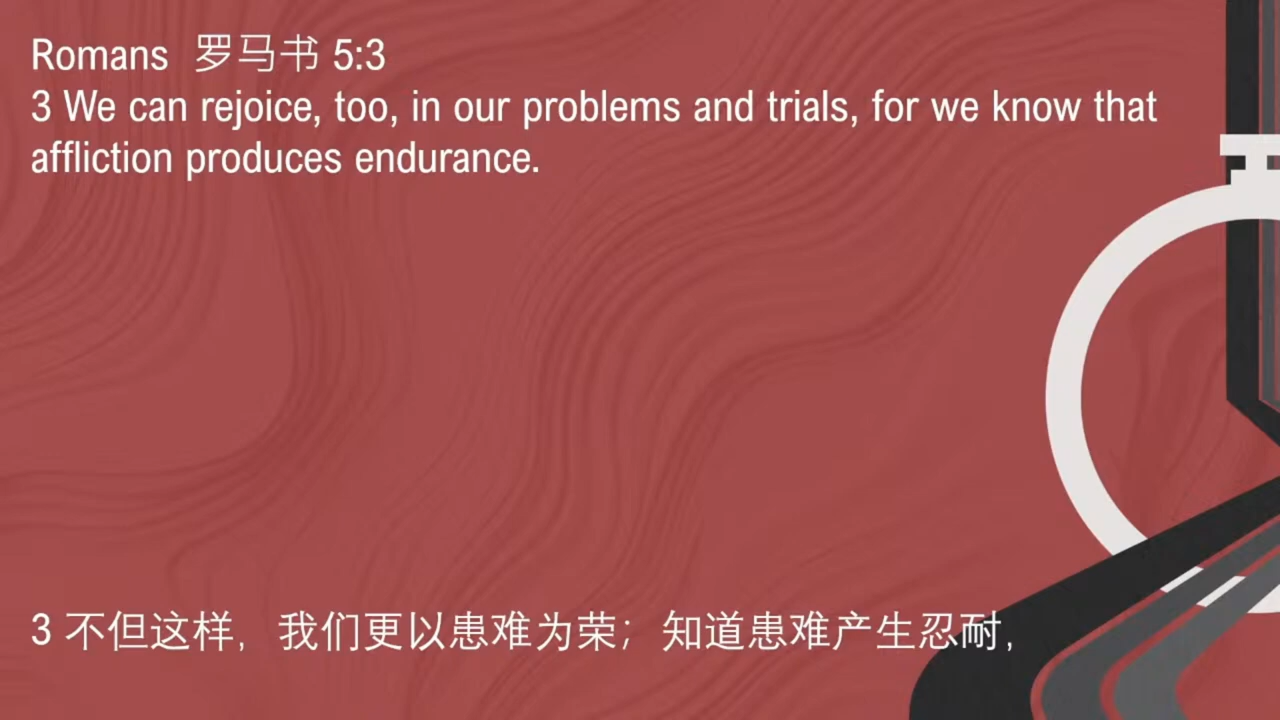 Romans 罗马书 5:3
3 We can rejoice, too, in our problems and trials, for we know that
affliction produces endurance.
3 不但这样，我们更以患难为荣；知道患难产生忍耐，